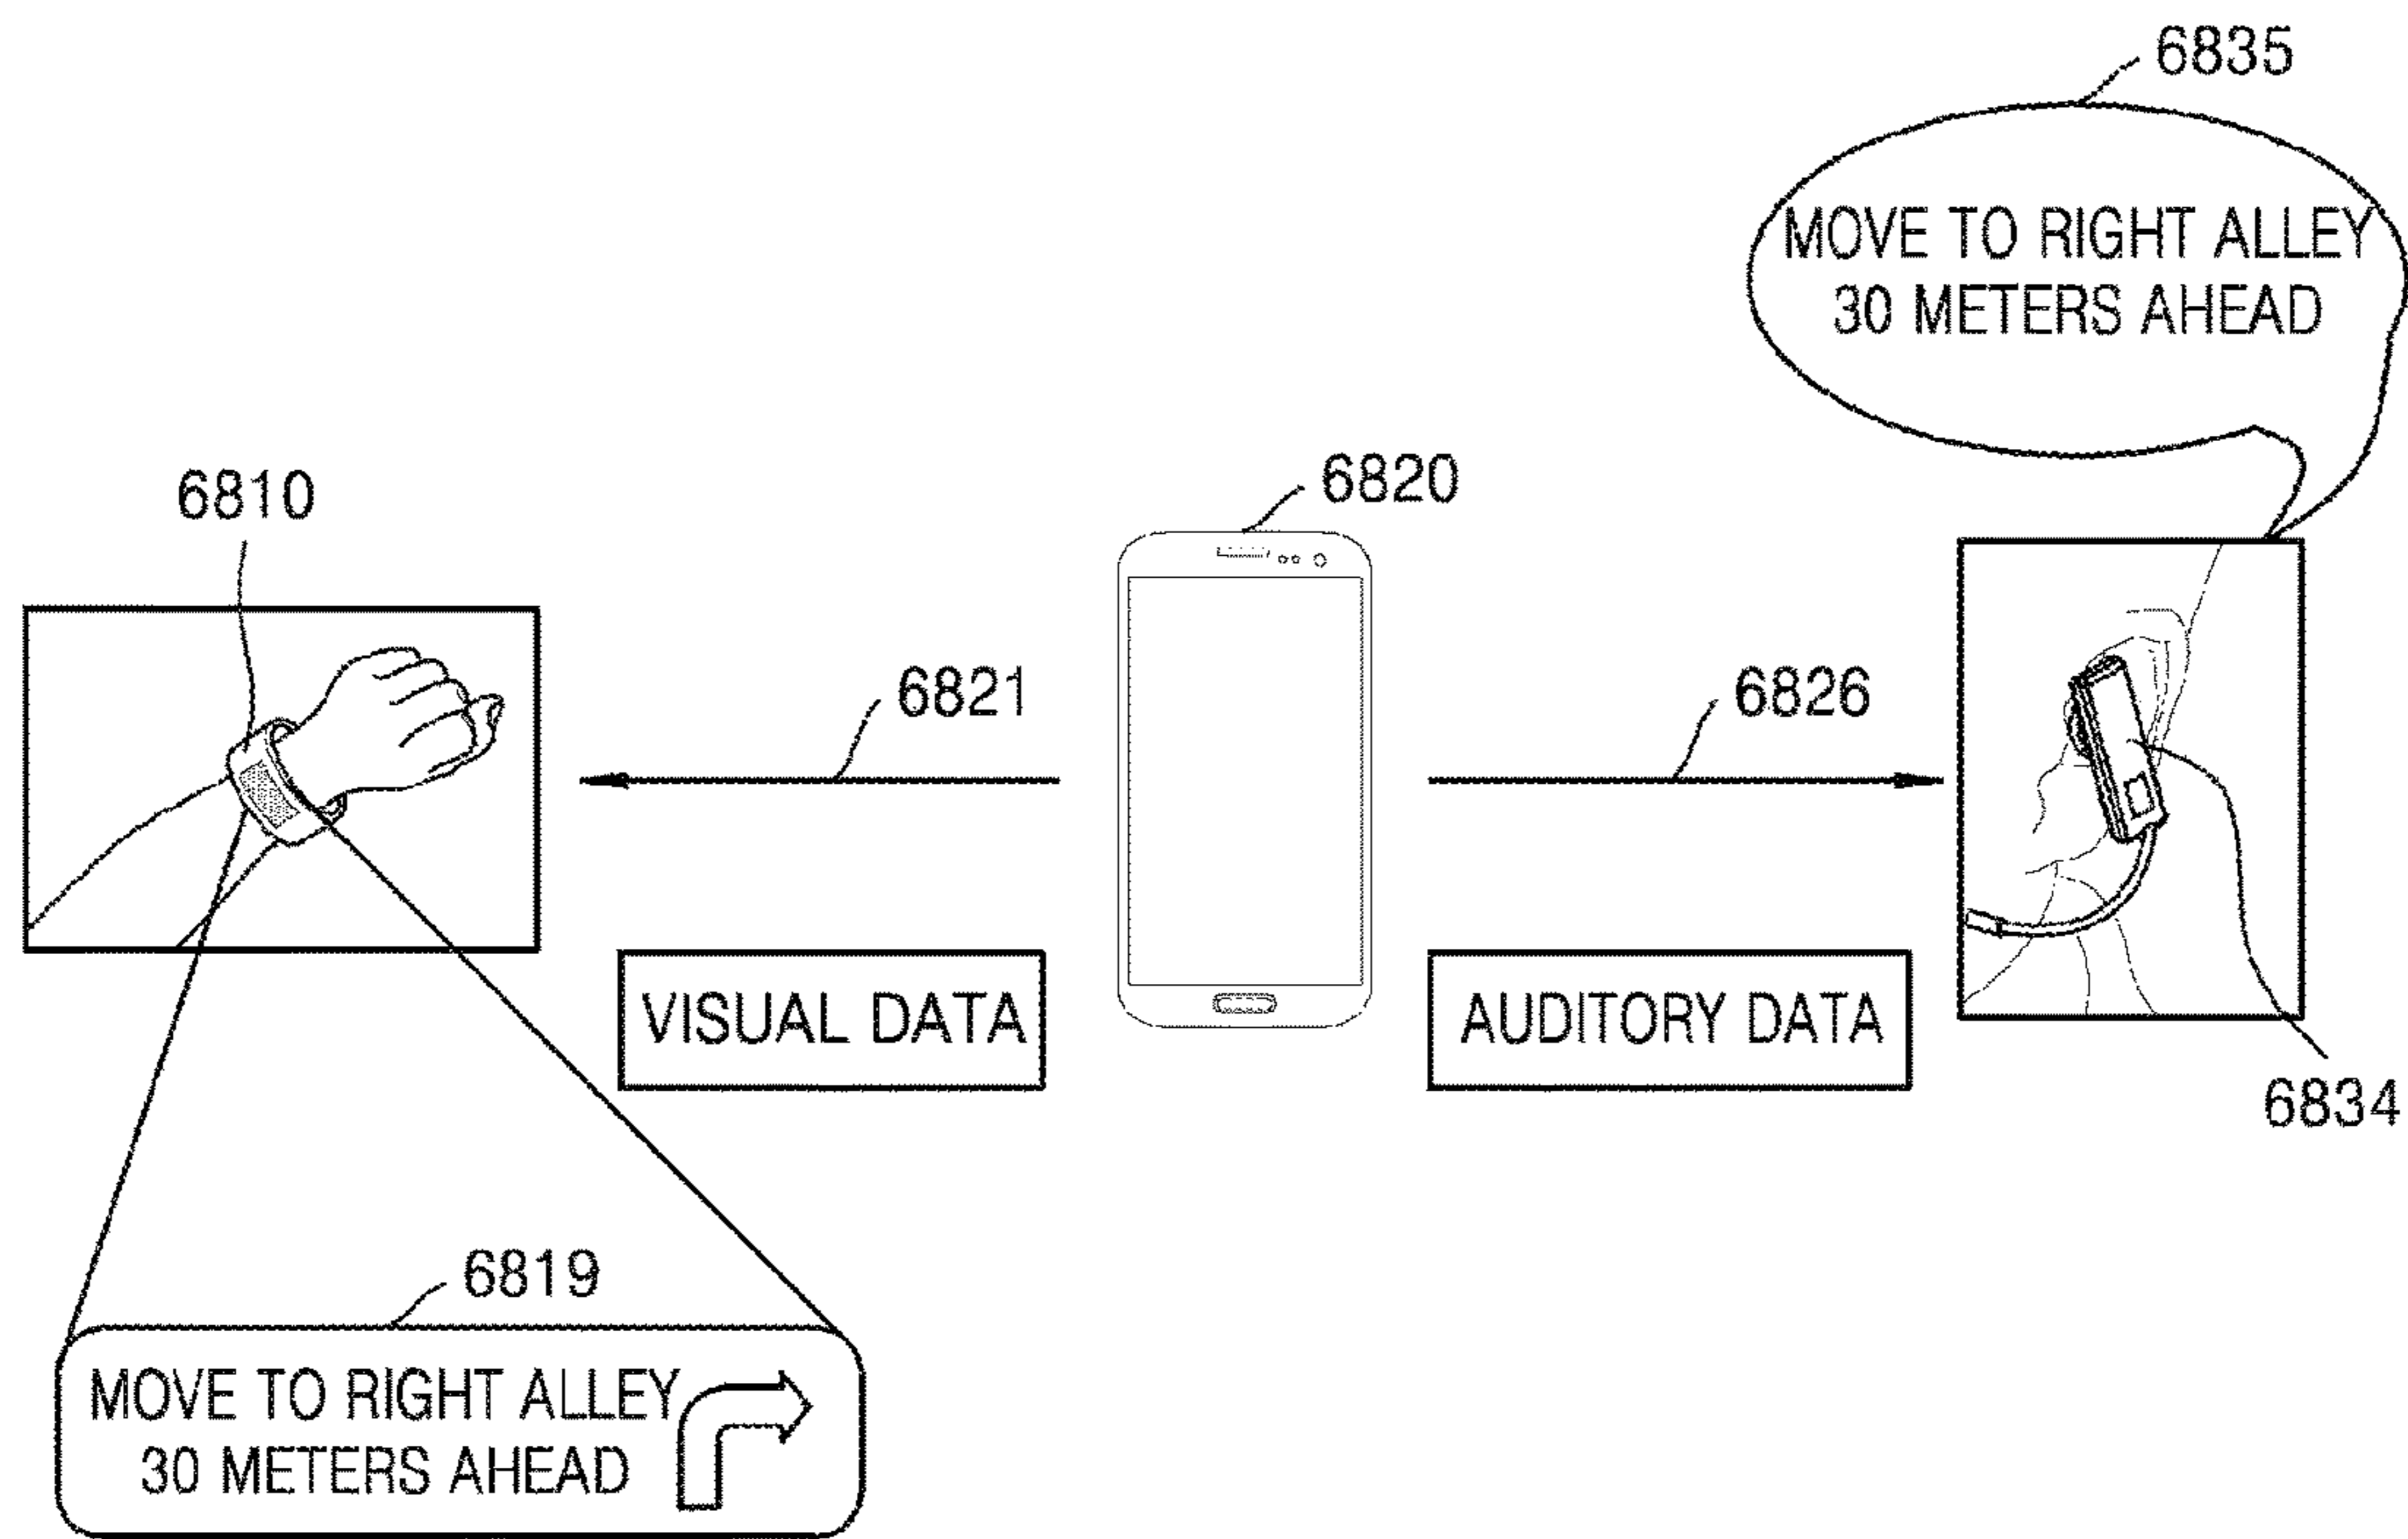 6835
MOVE TO RIGHT ALLEY
30 METERS AHEAD
6810
6820
6821
6826
VISUAL DATA
AUDITORY DATA
6834
6819
MOVE TO RIGHT ALLEY
30 METERS AHEAD